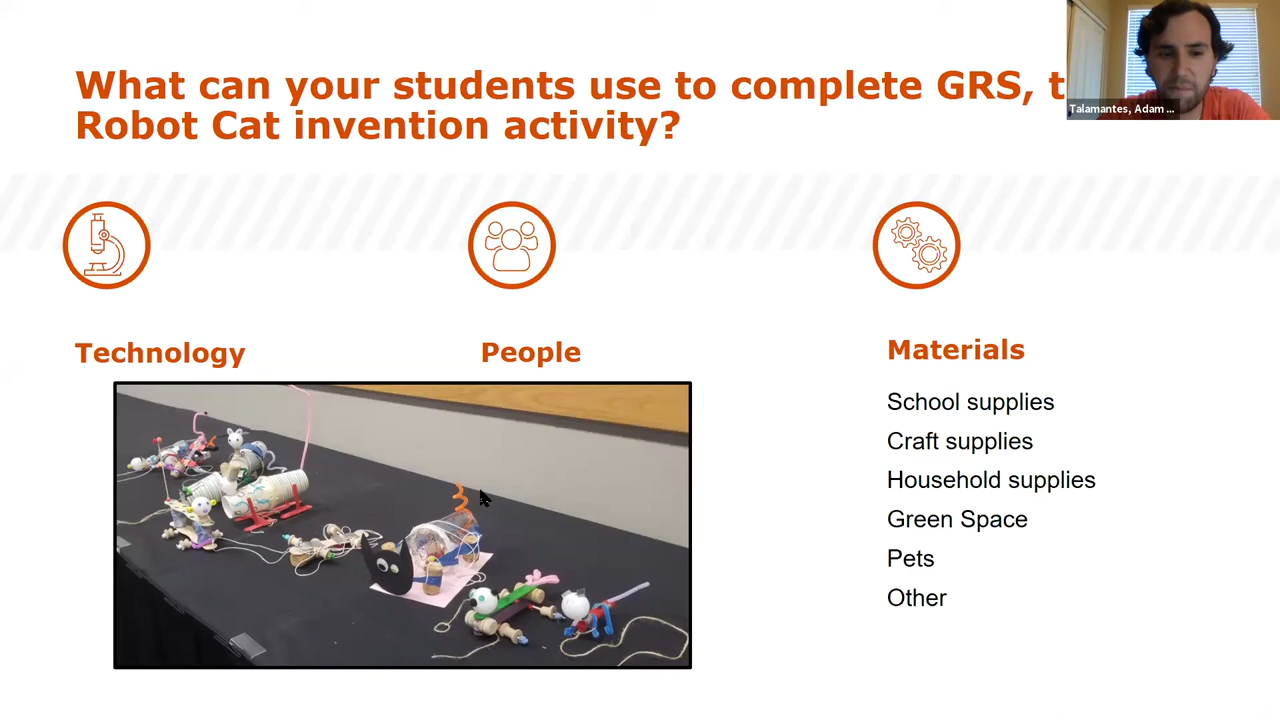 What can your students use to complete GRS, t
Robot Cat invention activity?
Talamantes, Adam ...
Technology
People
Materials
School supplies
Craft supplies
Household supplies
Green Space
Pets
Other